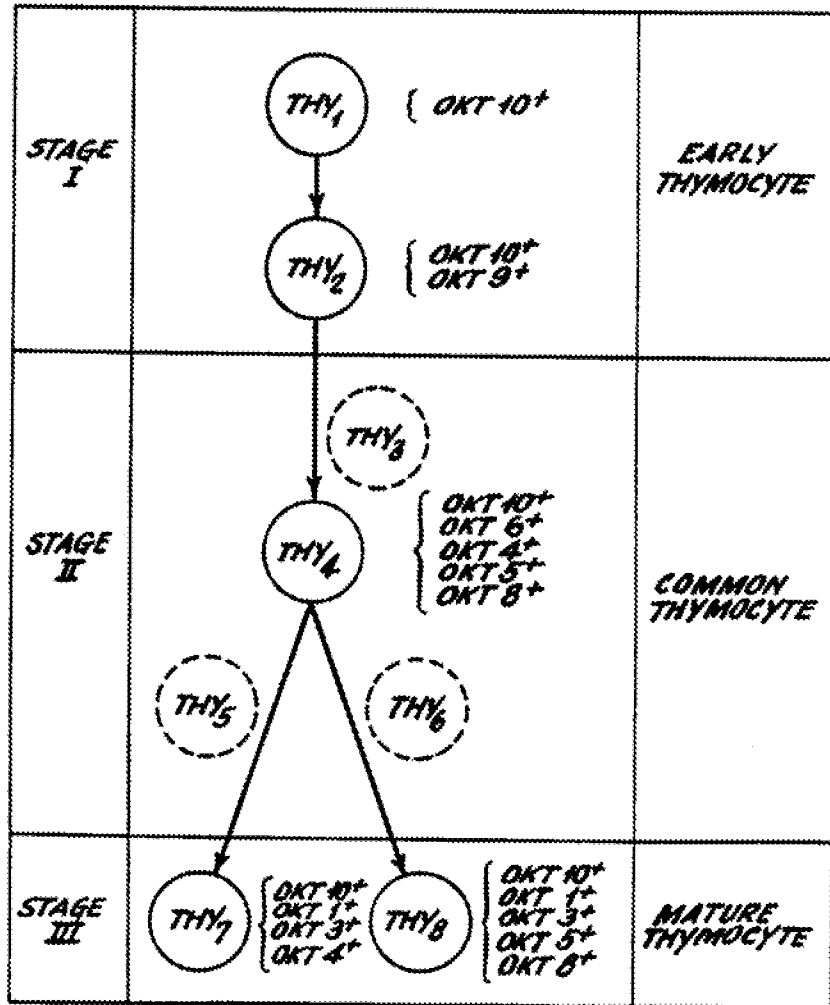 THY1
OKT 10+
STAGE
I
EARLY
THYMOCYTE
THY2
OKT 10+
OKT 9+
THY3
STAGE
II
THY4
OKT 10+
OKT 6+
OKT 4+
OKT 5+
OKT 8+
COMMON
THYMOCYTE
THY5
THY6
STAGE
III
THY7
OKT 10+
OKT 1+
OKT 3+
OKT 4+
THY8
OKT 10+
OKT 1+
OKT 3+
OKT 5+
OKT 8+
MATURE
THYMOCYTE